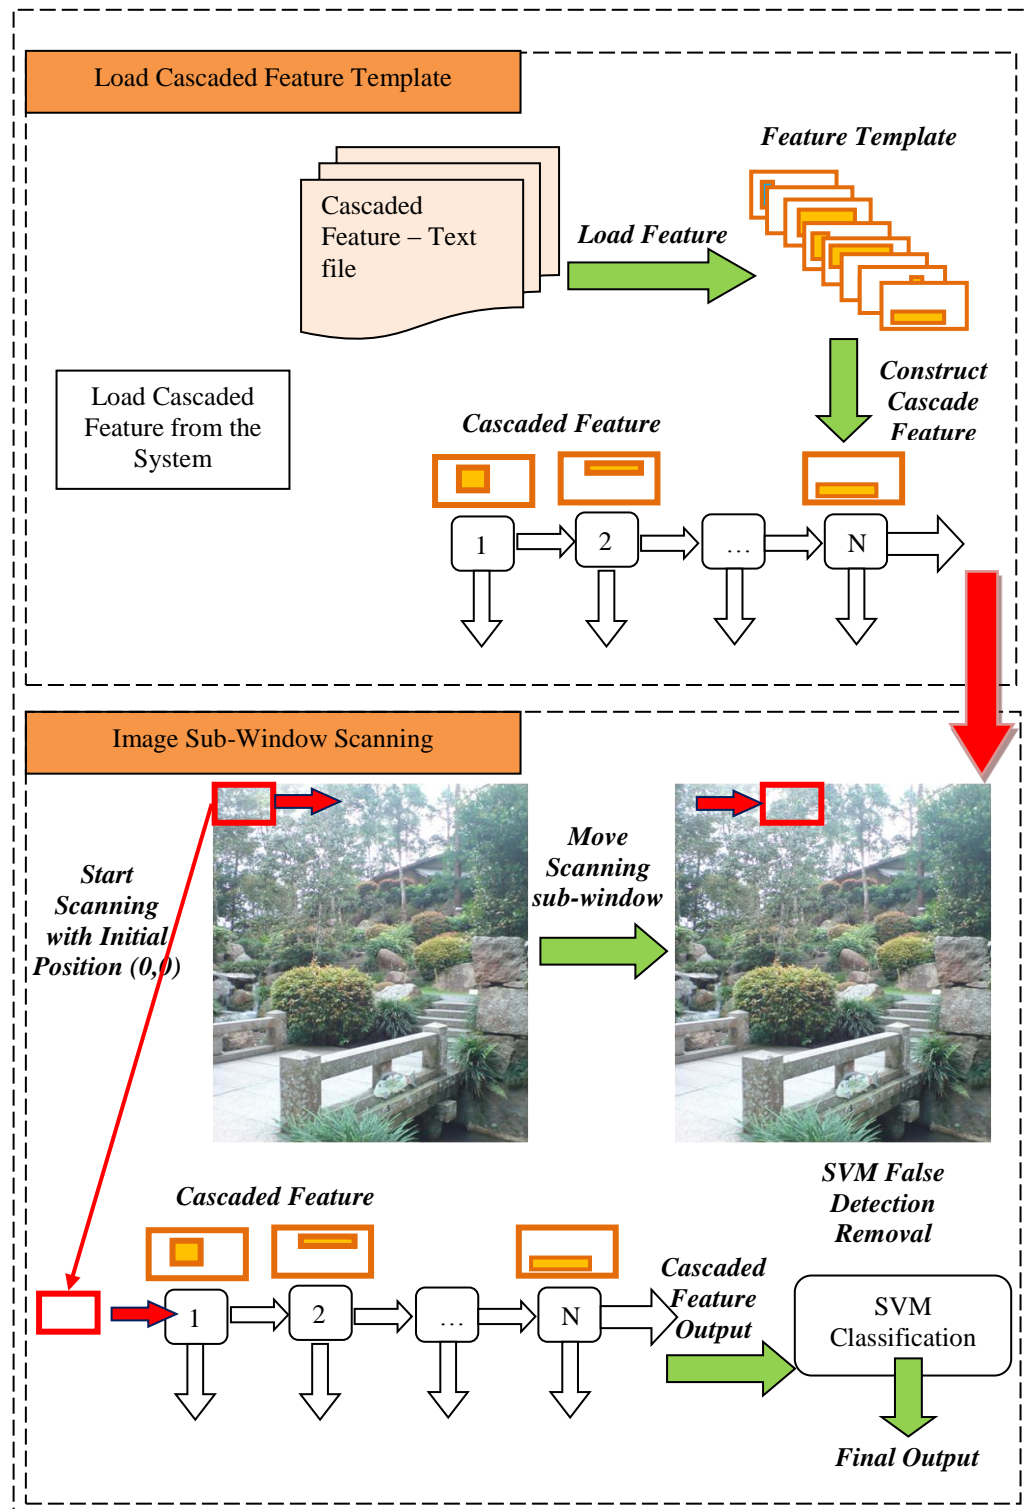 Load Cascaded Feature Template
Feature Template
Cascaded
Feature – Text
file
Load Feature
Load Cascaded
Feature from the
System
Construct
Cascade
Feature
Cascaded Feature
1
2
...
N
Image Sub-Window Scanning
Start
Scanning
with Initial
Position (0,0)
Move
Scanning
sub-window
SVM False
Detection
Removal
Cascaded Feature
1
2
...
N
Cascaded
Feature
Output
SVM
Classification
Final Output